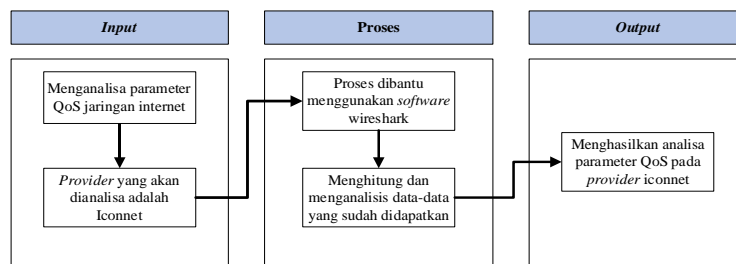 Input
Proses
Output
Menganalisa parameter
QoS jaringan internet
Provider yang akan
dianalisa adalah
Iconnet
Proses dibantu
menggunakan software
wireshark
Menghitung dan
menganalisis data-data
yang sudah didapatkan
Menghasilkan analisa
parameter QoS pada
provider iconnet